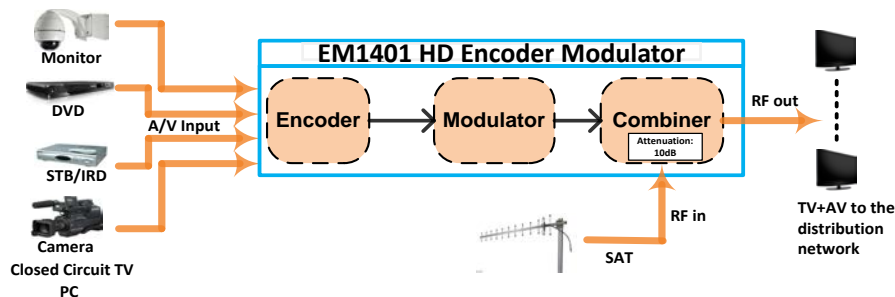 EM1401 HD Encoder Modulator
Monitor
DVD
A/V Input
STB/IRD
Camera
Closed Circuit TV
PC
Encoder
Modulator
Combiner
Attenuation:
10dB
RF out
RF in
SAT
TV+AV to the
distribution
network